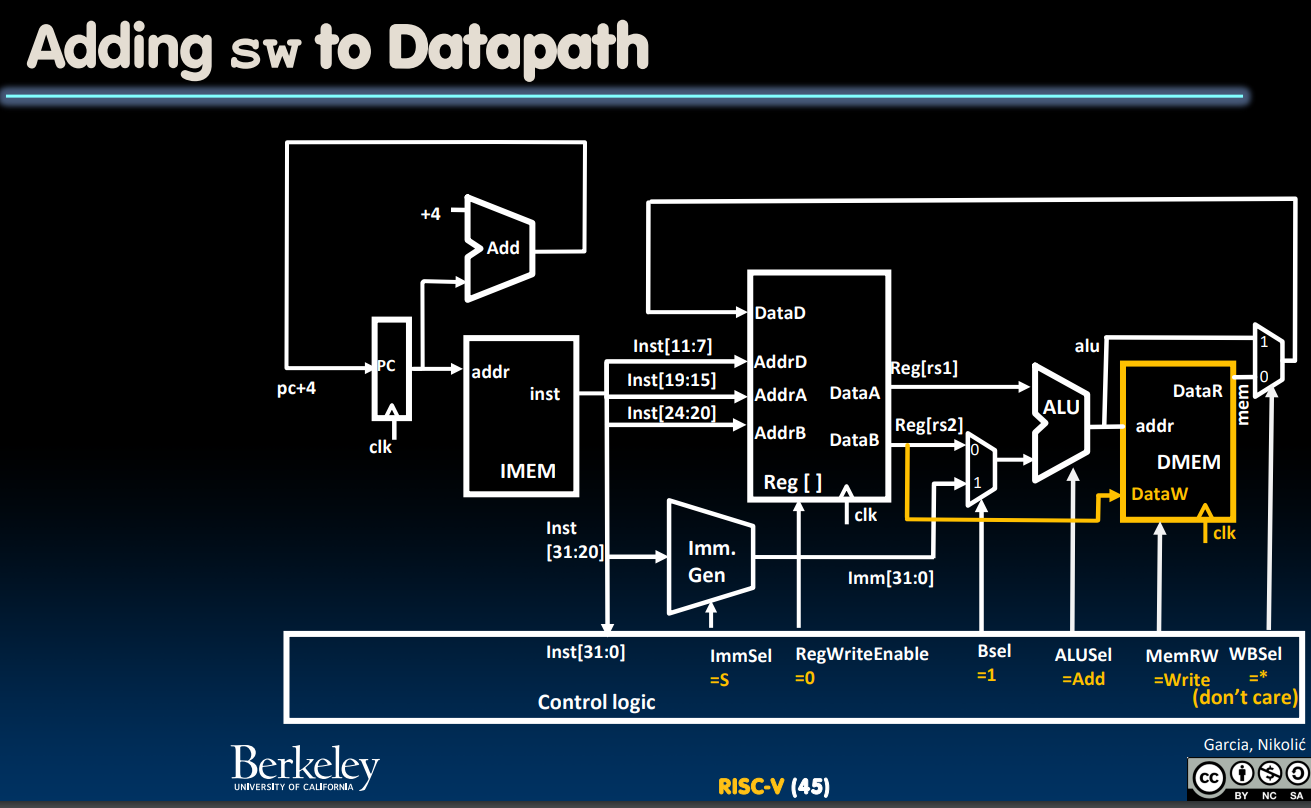 Adding sw to Datapath
+4
Add
DataD
Inst[11:7]
AddrD
Inst[19:15]
AddrA
Inst[24:20]
AddrB
DataA
DataB
Reg [ ]
clk
pc+4
PC
clk
addr
inst
IMEM
Reg[rs1]
Reg[rs2]
0
1
ALU
alu
DataR
addr
DMEM
DataW
clk
mem
1
0
Inst
[31:20]
Imm.
Gen
Imm[31:0]
Inst[31:0]
ImmSel
=S
RegWriteEnable
=0
Bsel
=1
ALUSel
=Add
MemRW
=Write
WBSel
=*
(don't care)
Control logic
Berkeley
UNIVERSITY OF CALIFORNIA
RISC-V (45)
Garcia, Nikolić
cc
BY NC SA